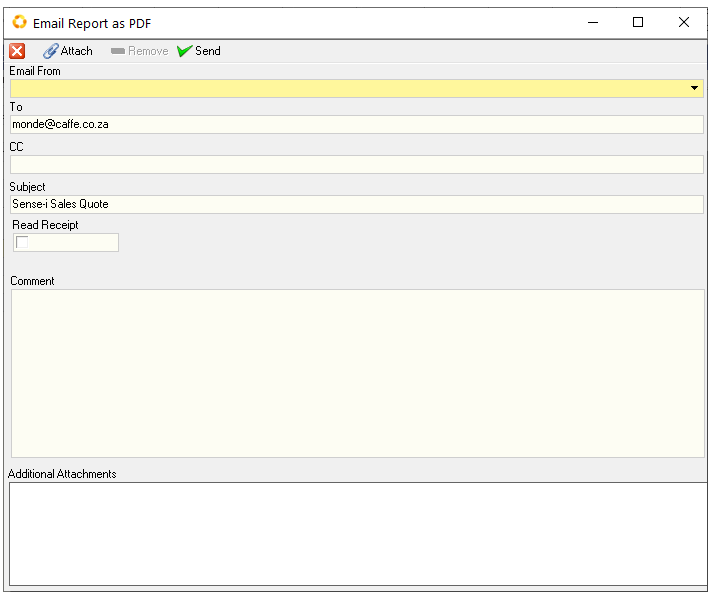 Email Report as PDF
Attach Remove Send
Email From
To
monde@caffe.co.za
CC
Subject
Sense-i Sales Quote
Read Receipt
Comment
Additional Attachments